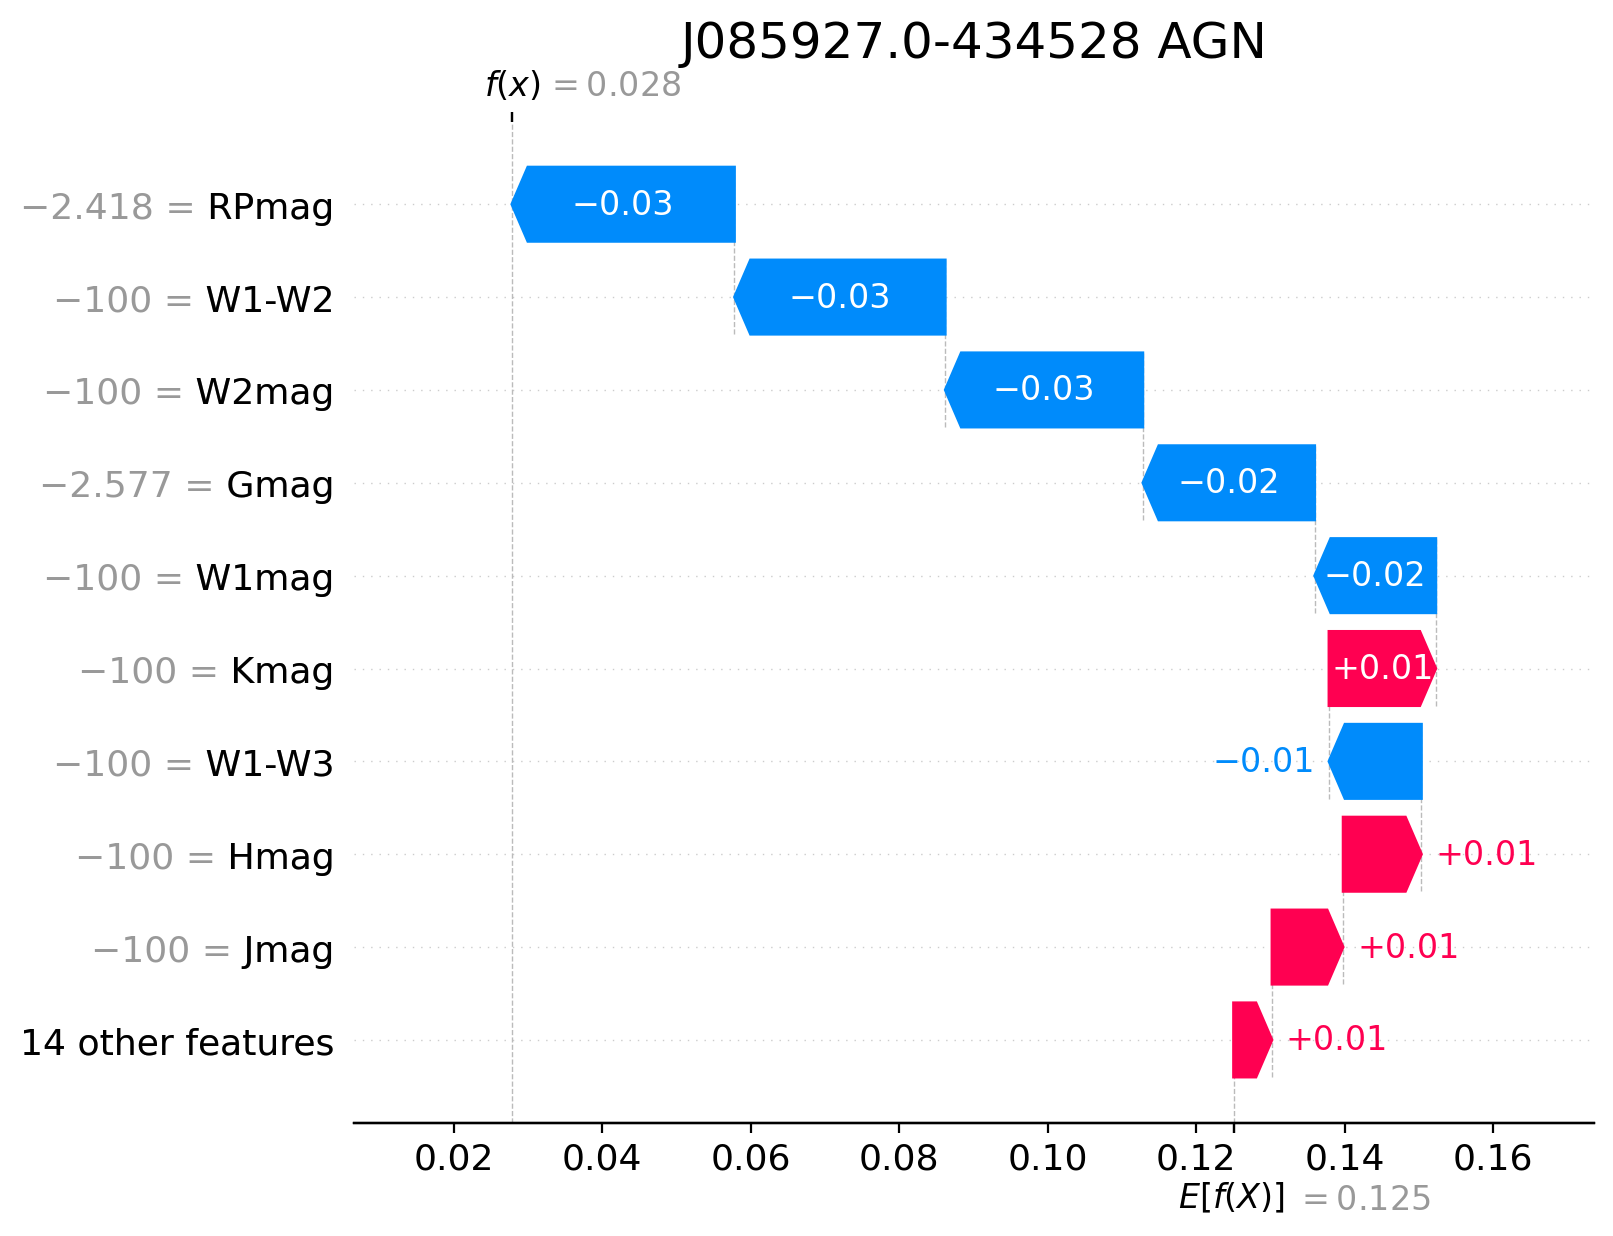 J085927.0-434528 AGN
f(x) = 0.028
−2.418 = RPmag −0.03
−100 = W1-W2 −0.03
−100 = W2mag −0.03
−2.577 = Gmag −0.02
−100 = W1mag −0.02
−100 = Kmag +0.01
−100 = W1-W3 −0.01
−100 = Hmag +0.01
−100 = Jmag +0.01
14 other features +0.01
0.02 0.04 0.06 0.08 0.10 0.12 0.14 0.16
E[f(X)] = 0.125